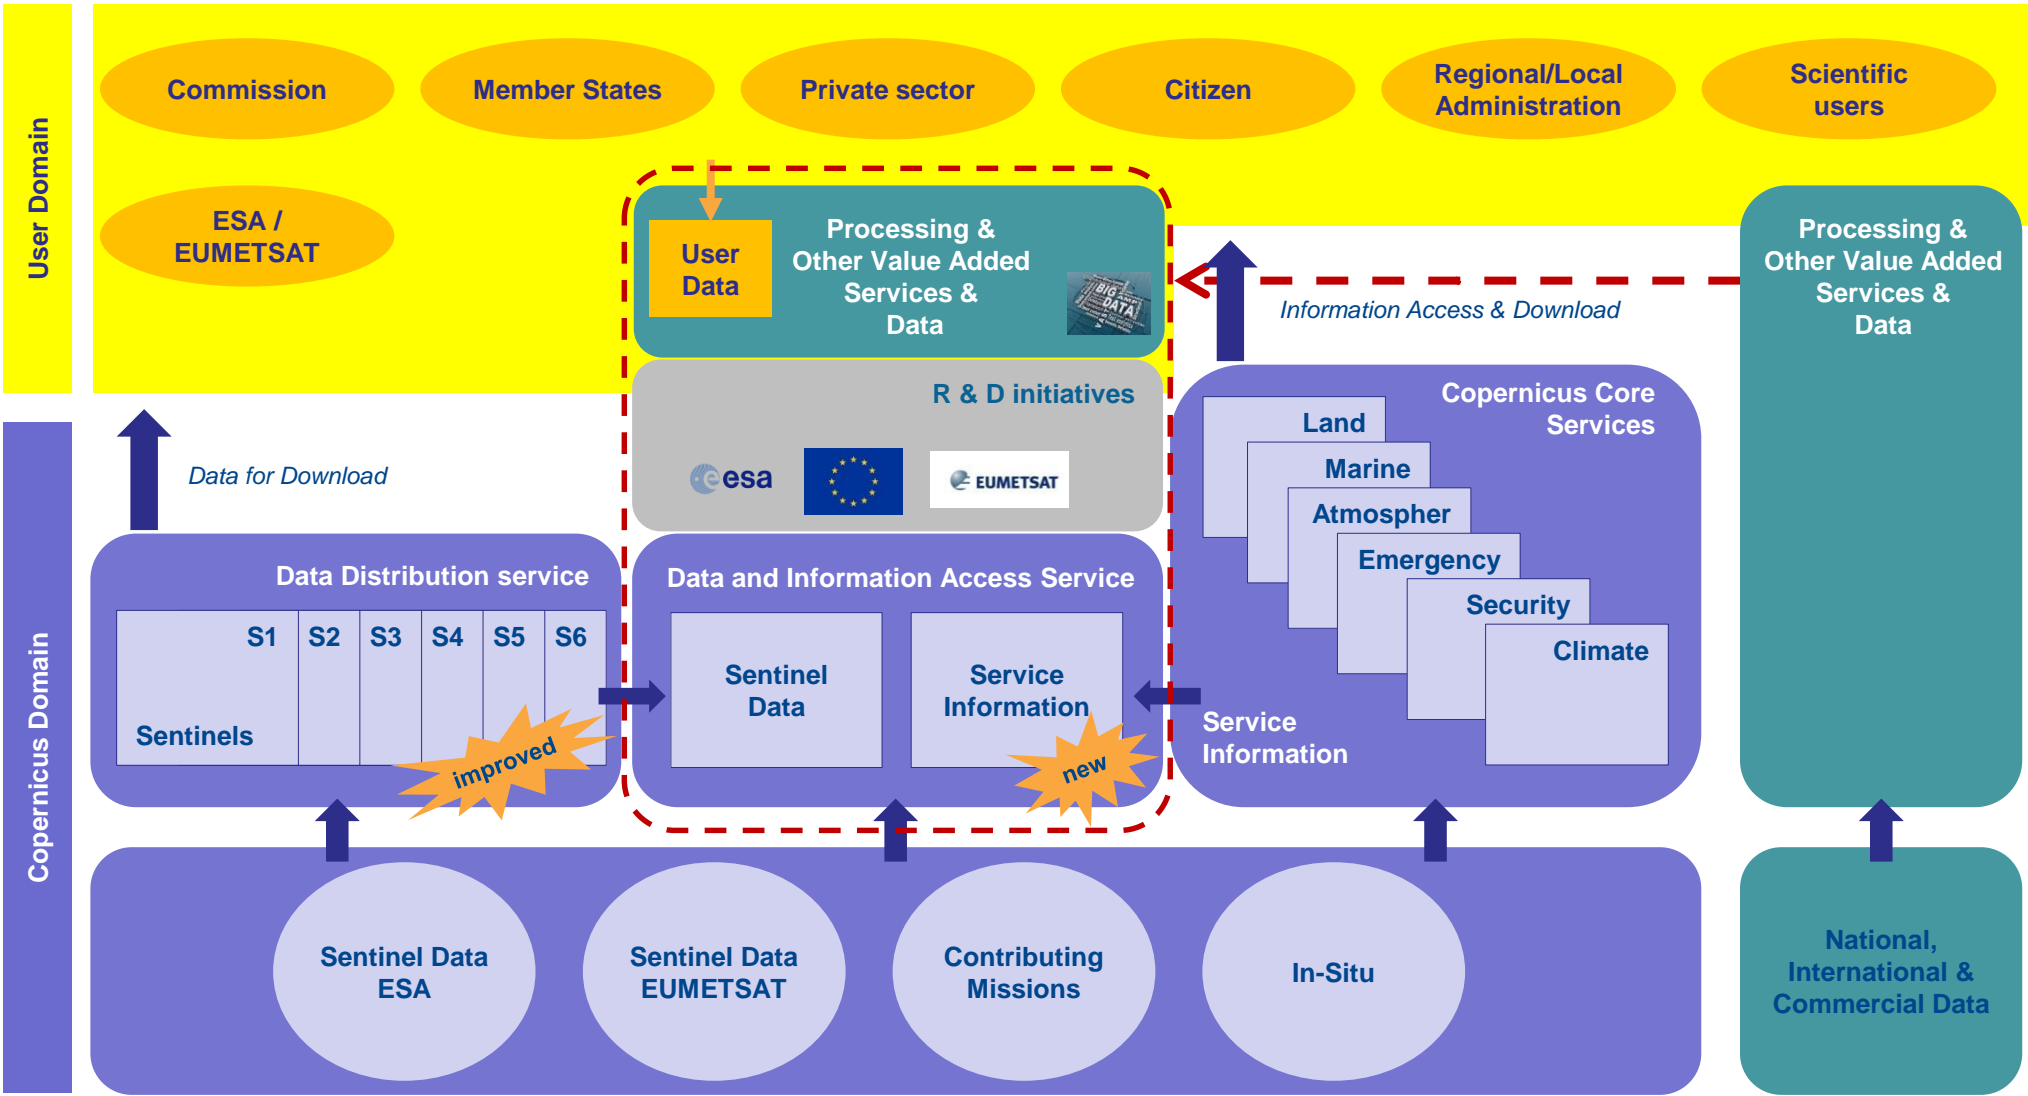 User Domain
Commission
Member States
Private sector
Citizen
Regional/Local
Administration
Scientific
users
ESA /
EUMETSAT
User
Data
Processing &
Other Value Added
Services &
Data
BIG
DATA
Information Access & Download
Processing &
Other Value Added
Services &
Data
R & D initiatives
esa
EUMETSAT
Data for Download
Copernicus Core
Services
Land
Marine
Atmospher
Emergency
Security
Climate
Service
Information
Copernicus Domain
Data Distribution service
S1
S2
S3
S4
S5
S6
Sentinels
improved
Data and Information Access Service
Sentinel
Data
Service
Information
new
Sentinel Data
ESA
Sentinel Data
EUMETSAT
Contributing
Missions
In-Situ
National,
International &
Commercial Data